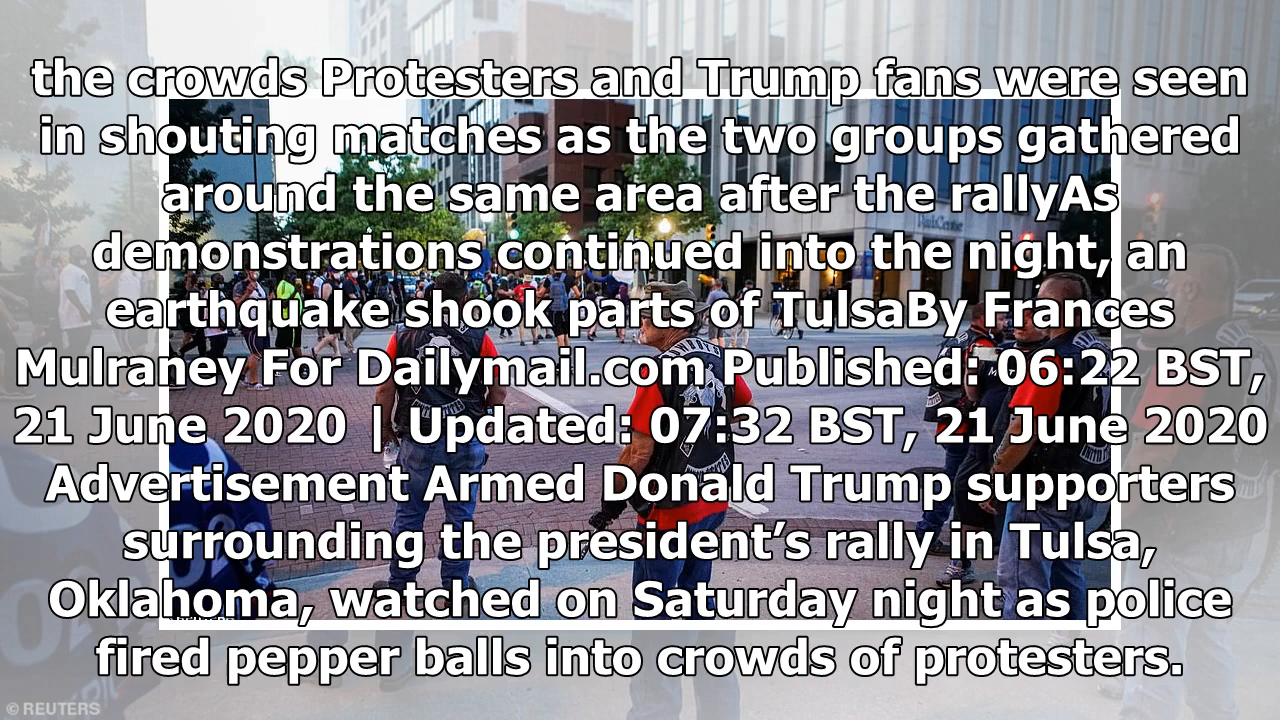 the crowds Protesters and Trump fans were seen
in shouting matches as the two groups gathered
around the same area after the rallyAs
demonstrations continued into the night, an
earthquake shook parts of TulsaBy Frances
Mulraney For Dailymail.com Published: 06:22 BST,
21 June 2020 | Updated: 07:32 BST, 21 June 2020
Advertisement Armed Donald Trump supporters
surrounding the president’s rally in Tulsa,
Oklahoma, watched on Saturday night as police
fired pepper balls into crowds of protesters.
© REUTERS